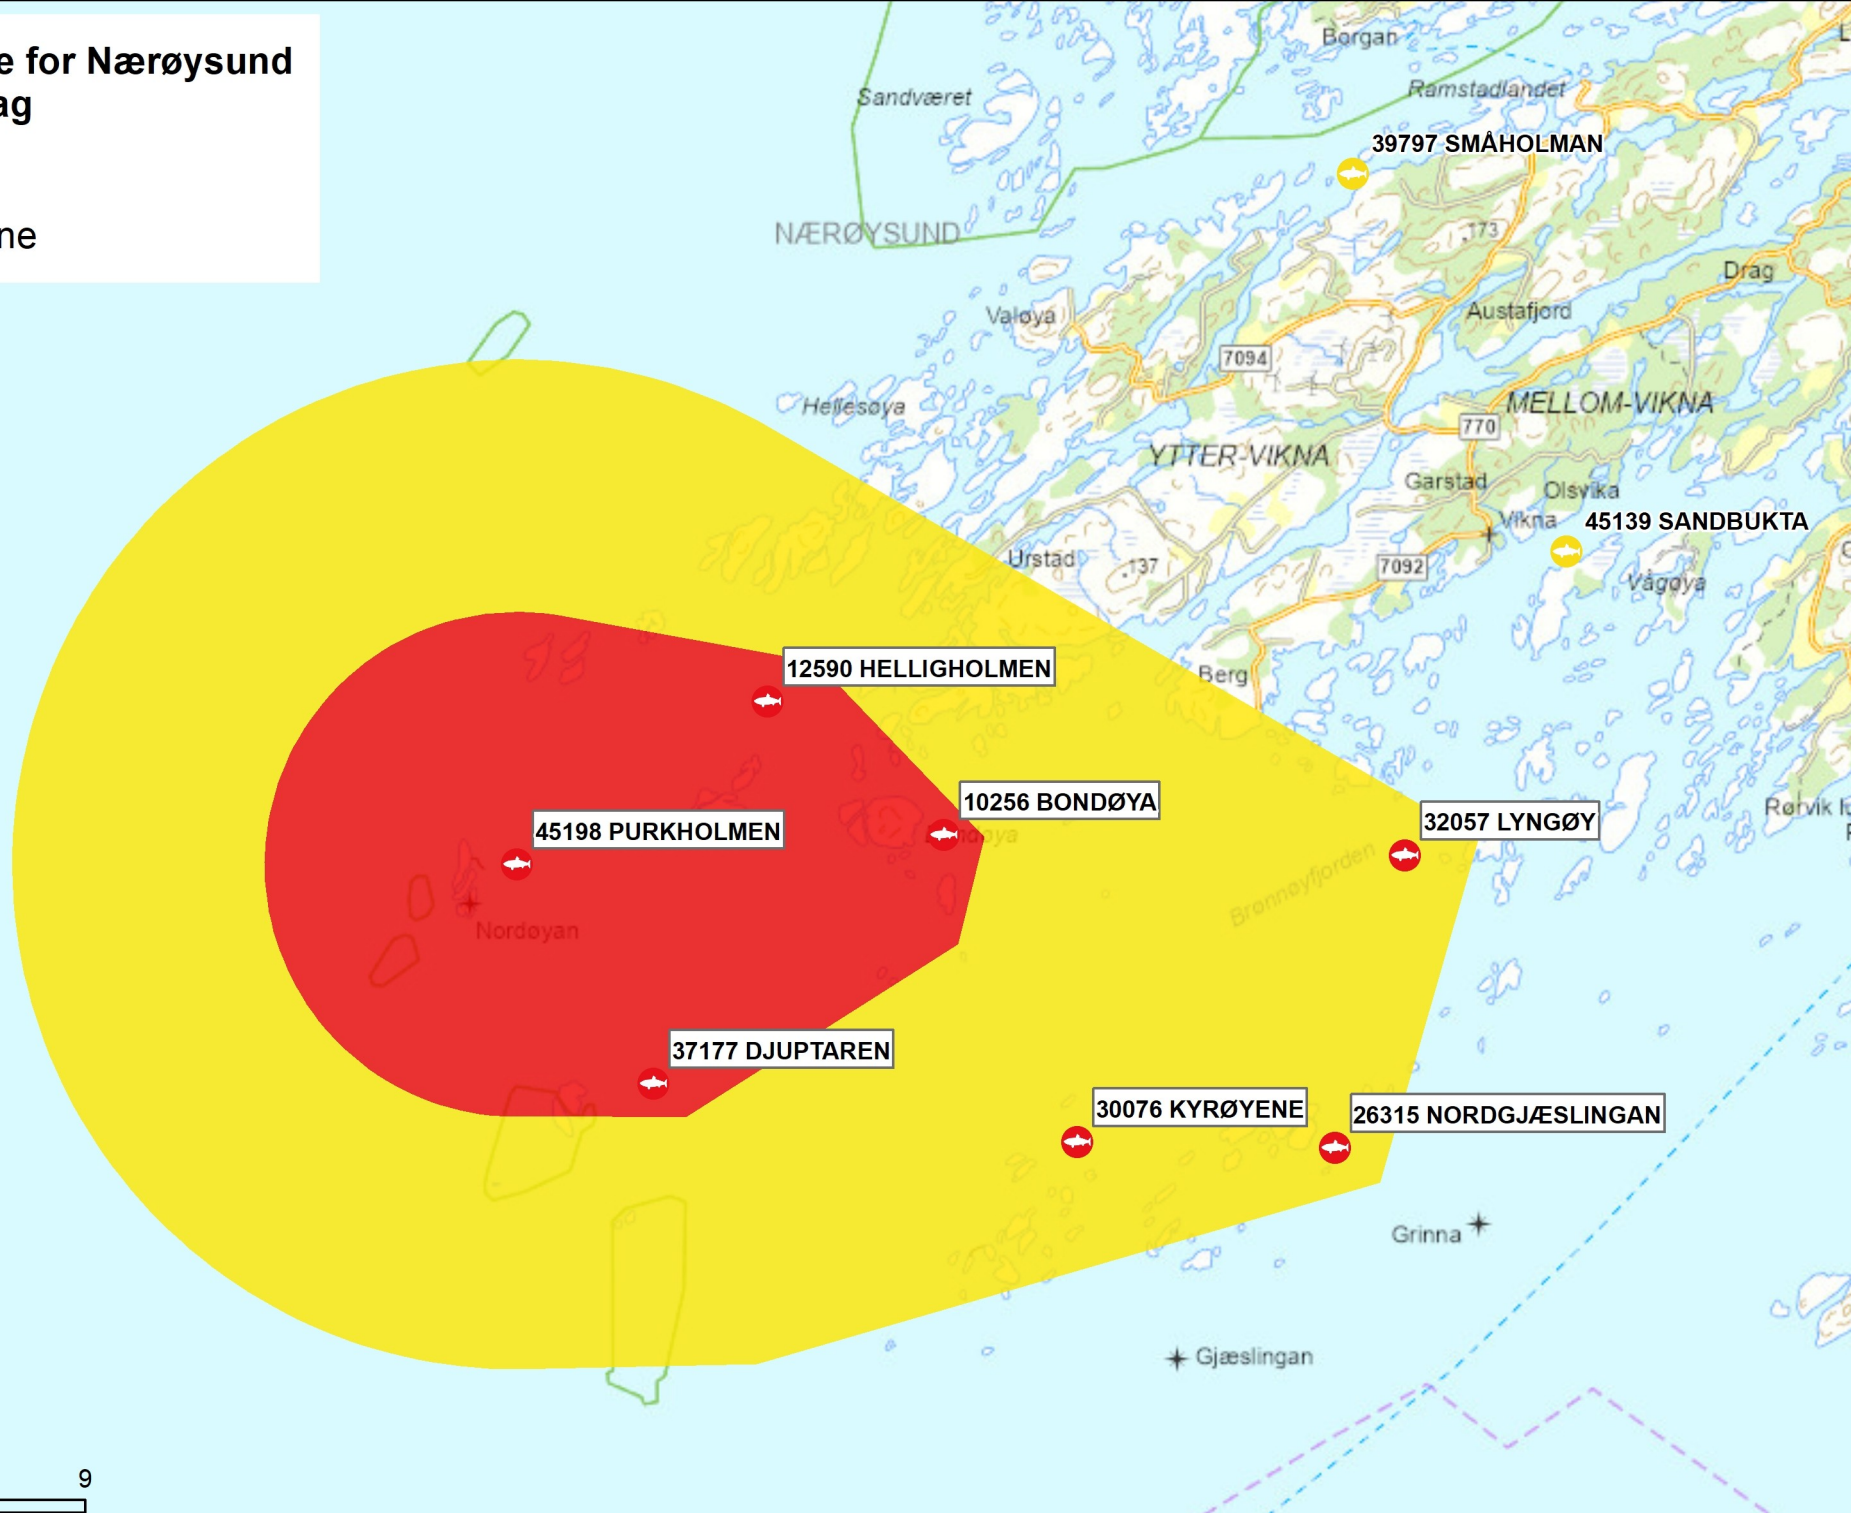 e for Nærøysund
ag
ne
Borgan
Sandværet
Ramstadlandet
39797 SMÅHOLMAN
NÆRØYSUND
173
Drag
Valøya
Austafjord
7094
Hellesøya
MELLOM-VIKNA
770
YTTER-VIKNA
Garstad
Olsvika
Vikna
45139 SANDBUKTA
Urstad
137
7092
Vågøya
12590 HELLIGHOLMEN
Berg
10256 BONDØYA
Rørvik
45198 PURKHOLMEN
32057 LYNGØY
Brønnøyfjorden
Nordøyan
37177 DJUPTAREN
30076 KYRØYENE
26315 NORDGJÆSLINGAN
Grinna
Gjæslingan
9